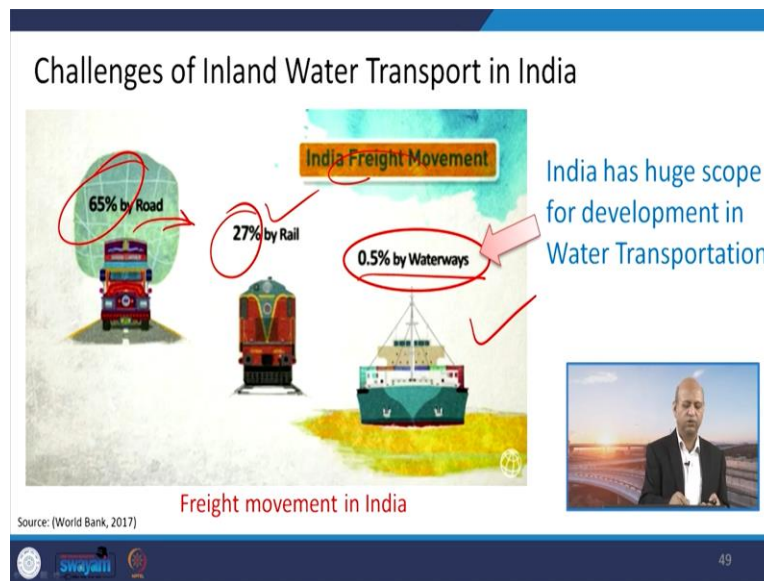 Challenges of Inland Water Transport in India
India Freight Movement
65% by Road
27% by Rail
0.5% by Waterways
India has huge scope
for development in
Water Transportation
Freight movement in India
Source: (World Bank, 2017)
swayam
49